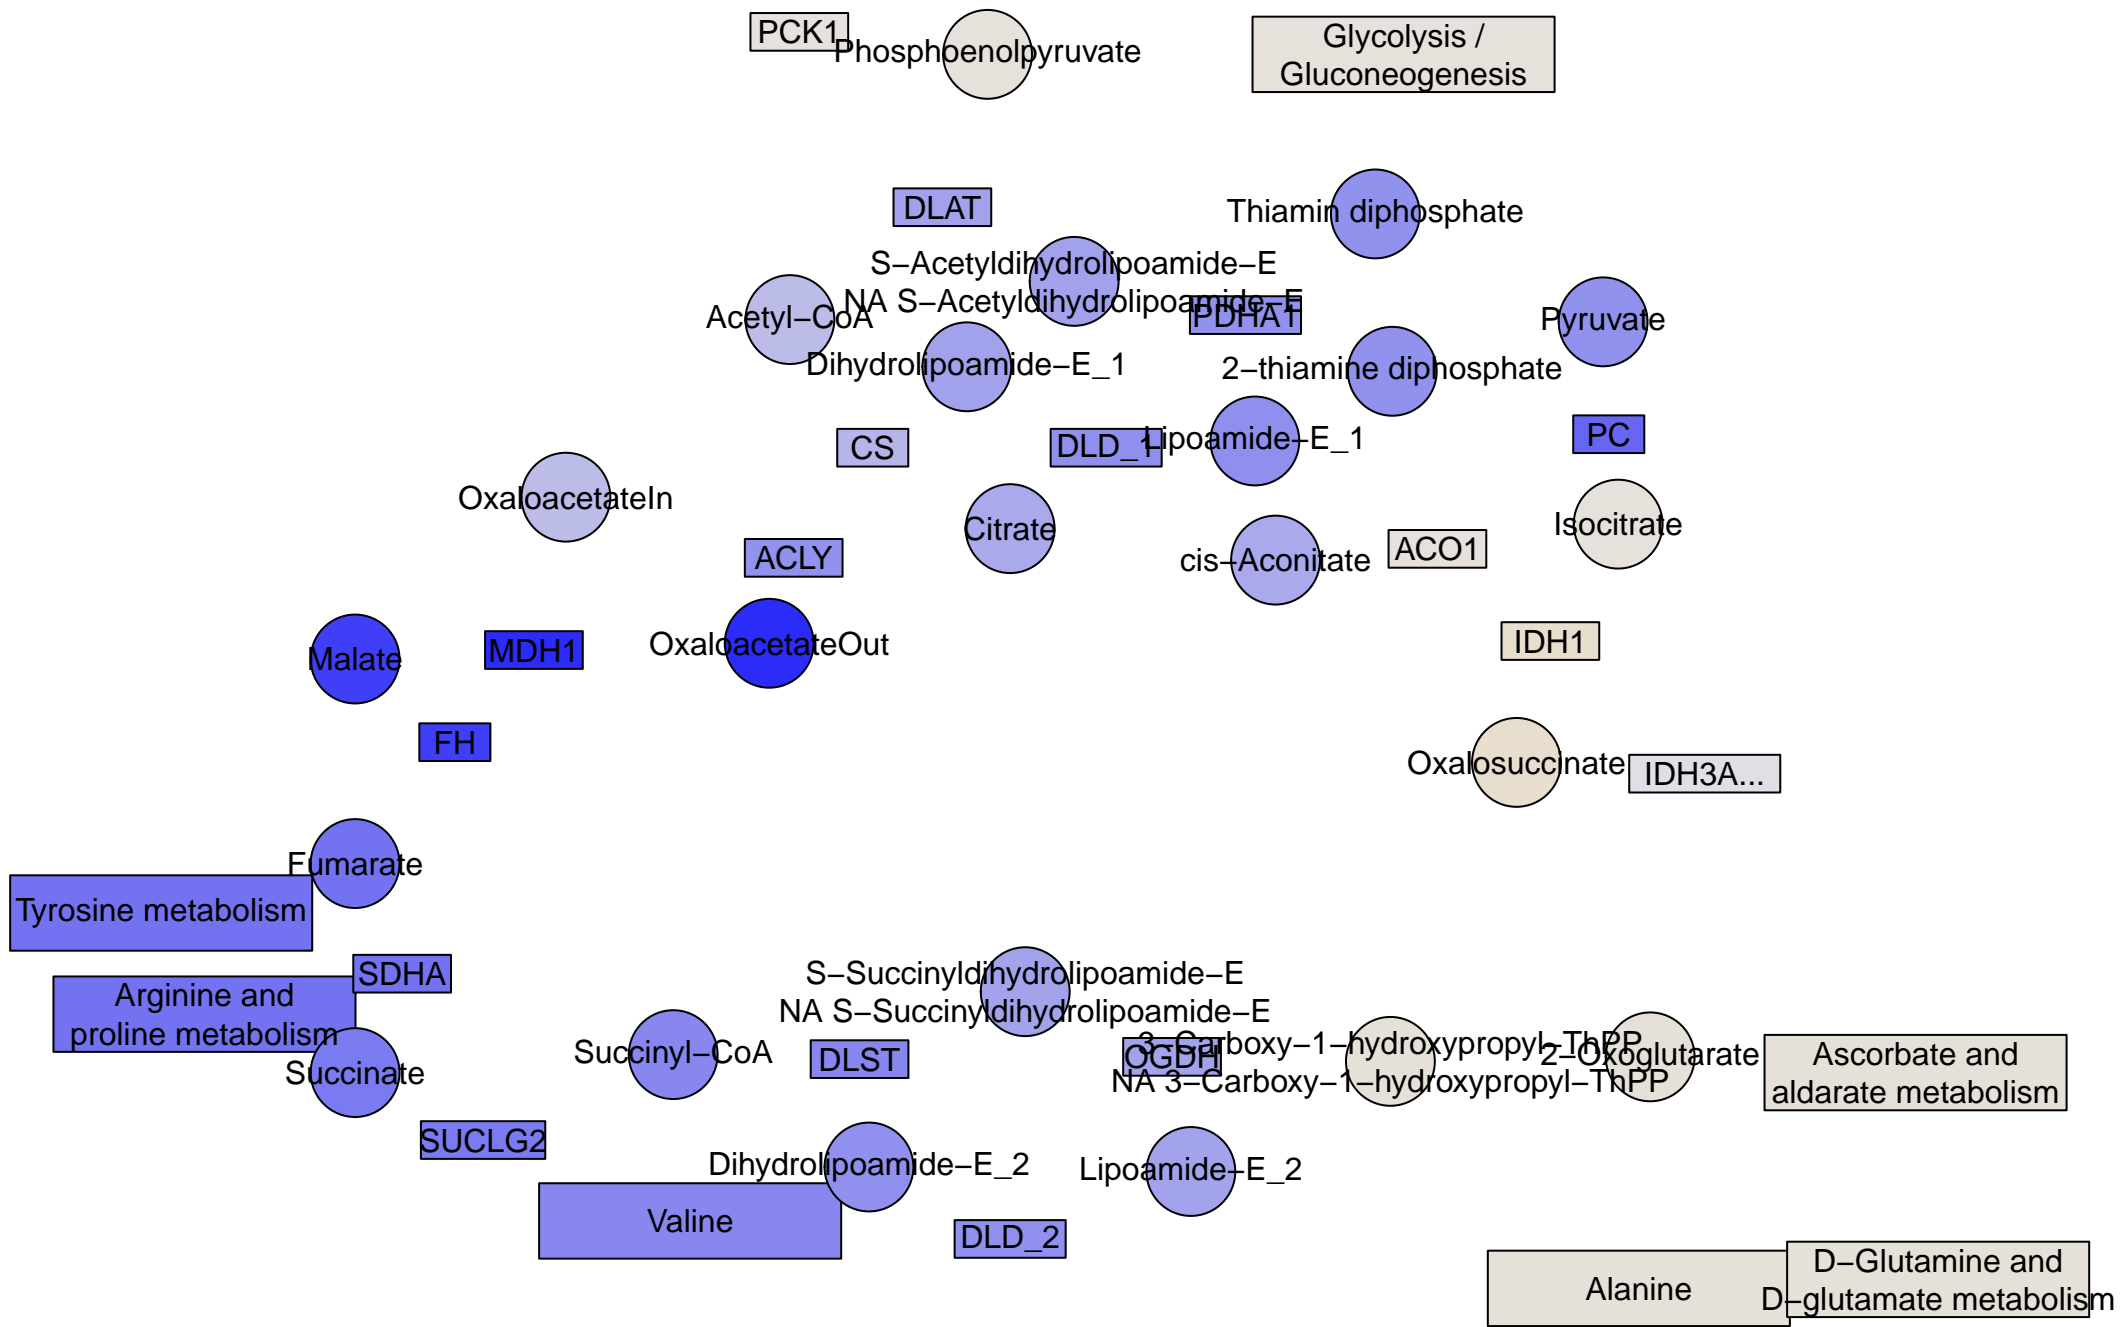 PCK1
Phosphoenolpyruvate
Glycolysis /
Gluconeogenesis
DLAT
Thiamin diphosphate
S−Acetyldihydrolipoamide−E
NA S−Acetyldihydrolipoamide−E
Acetyl−CoA
PDHA1
Pyruvate
Dihydrolipoamide−E_1
2−thiamine diphosphate
CS
DLD_1
Lipoamide−E_1
PC
OxaloacetateIn
Citrate
Isocitrate
ACLY
cis−Aconitate
ACO1
Malate
MDH1
OxaloacetateOut
IDH1
FH
Oxalosuccinate
IDH3A...
Fumarate
Tyrosine metabolism
SDHA
Arginine and
proline metabolism
Succinate
S−Succinyldihydrolipoamide−E
NA S−Succinyldihydrolipoamide−E
Succinyl−CoA
DLST
OGDH
3−Carboxy−1−hydroxypropyl−ThPP
NA 3−Carboxy−1−hydroxypropyl−ThPP
2−Oxoglutarate
Ascorbate and
aldarate metabolism
SUCLG2
Dihydrolipoamide−E_2
Lipoamide−E_2
Valine
DLD_2
Alanine
D−Glutamine and
D−glutamate metabolism